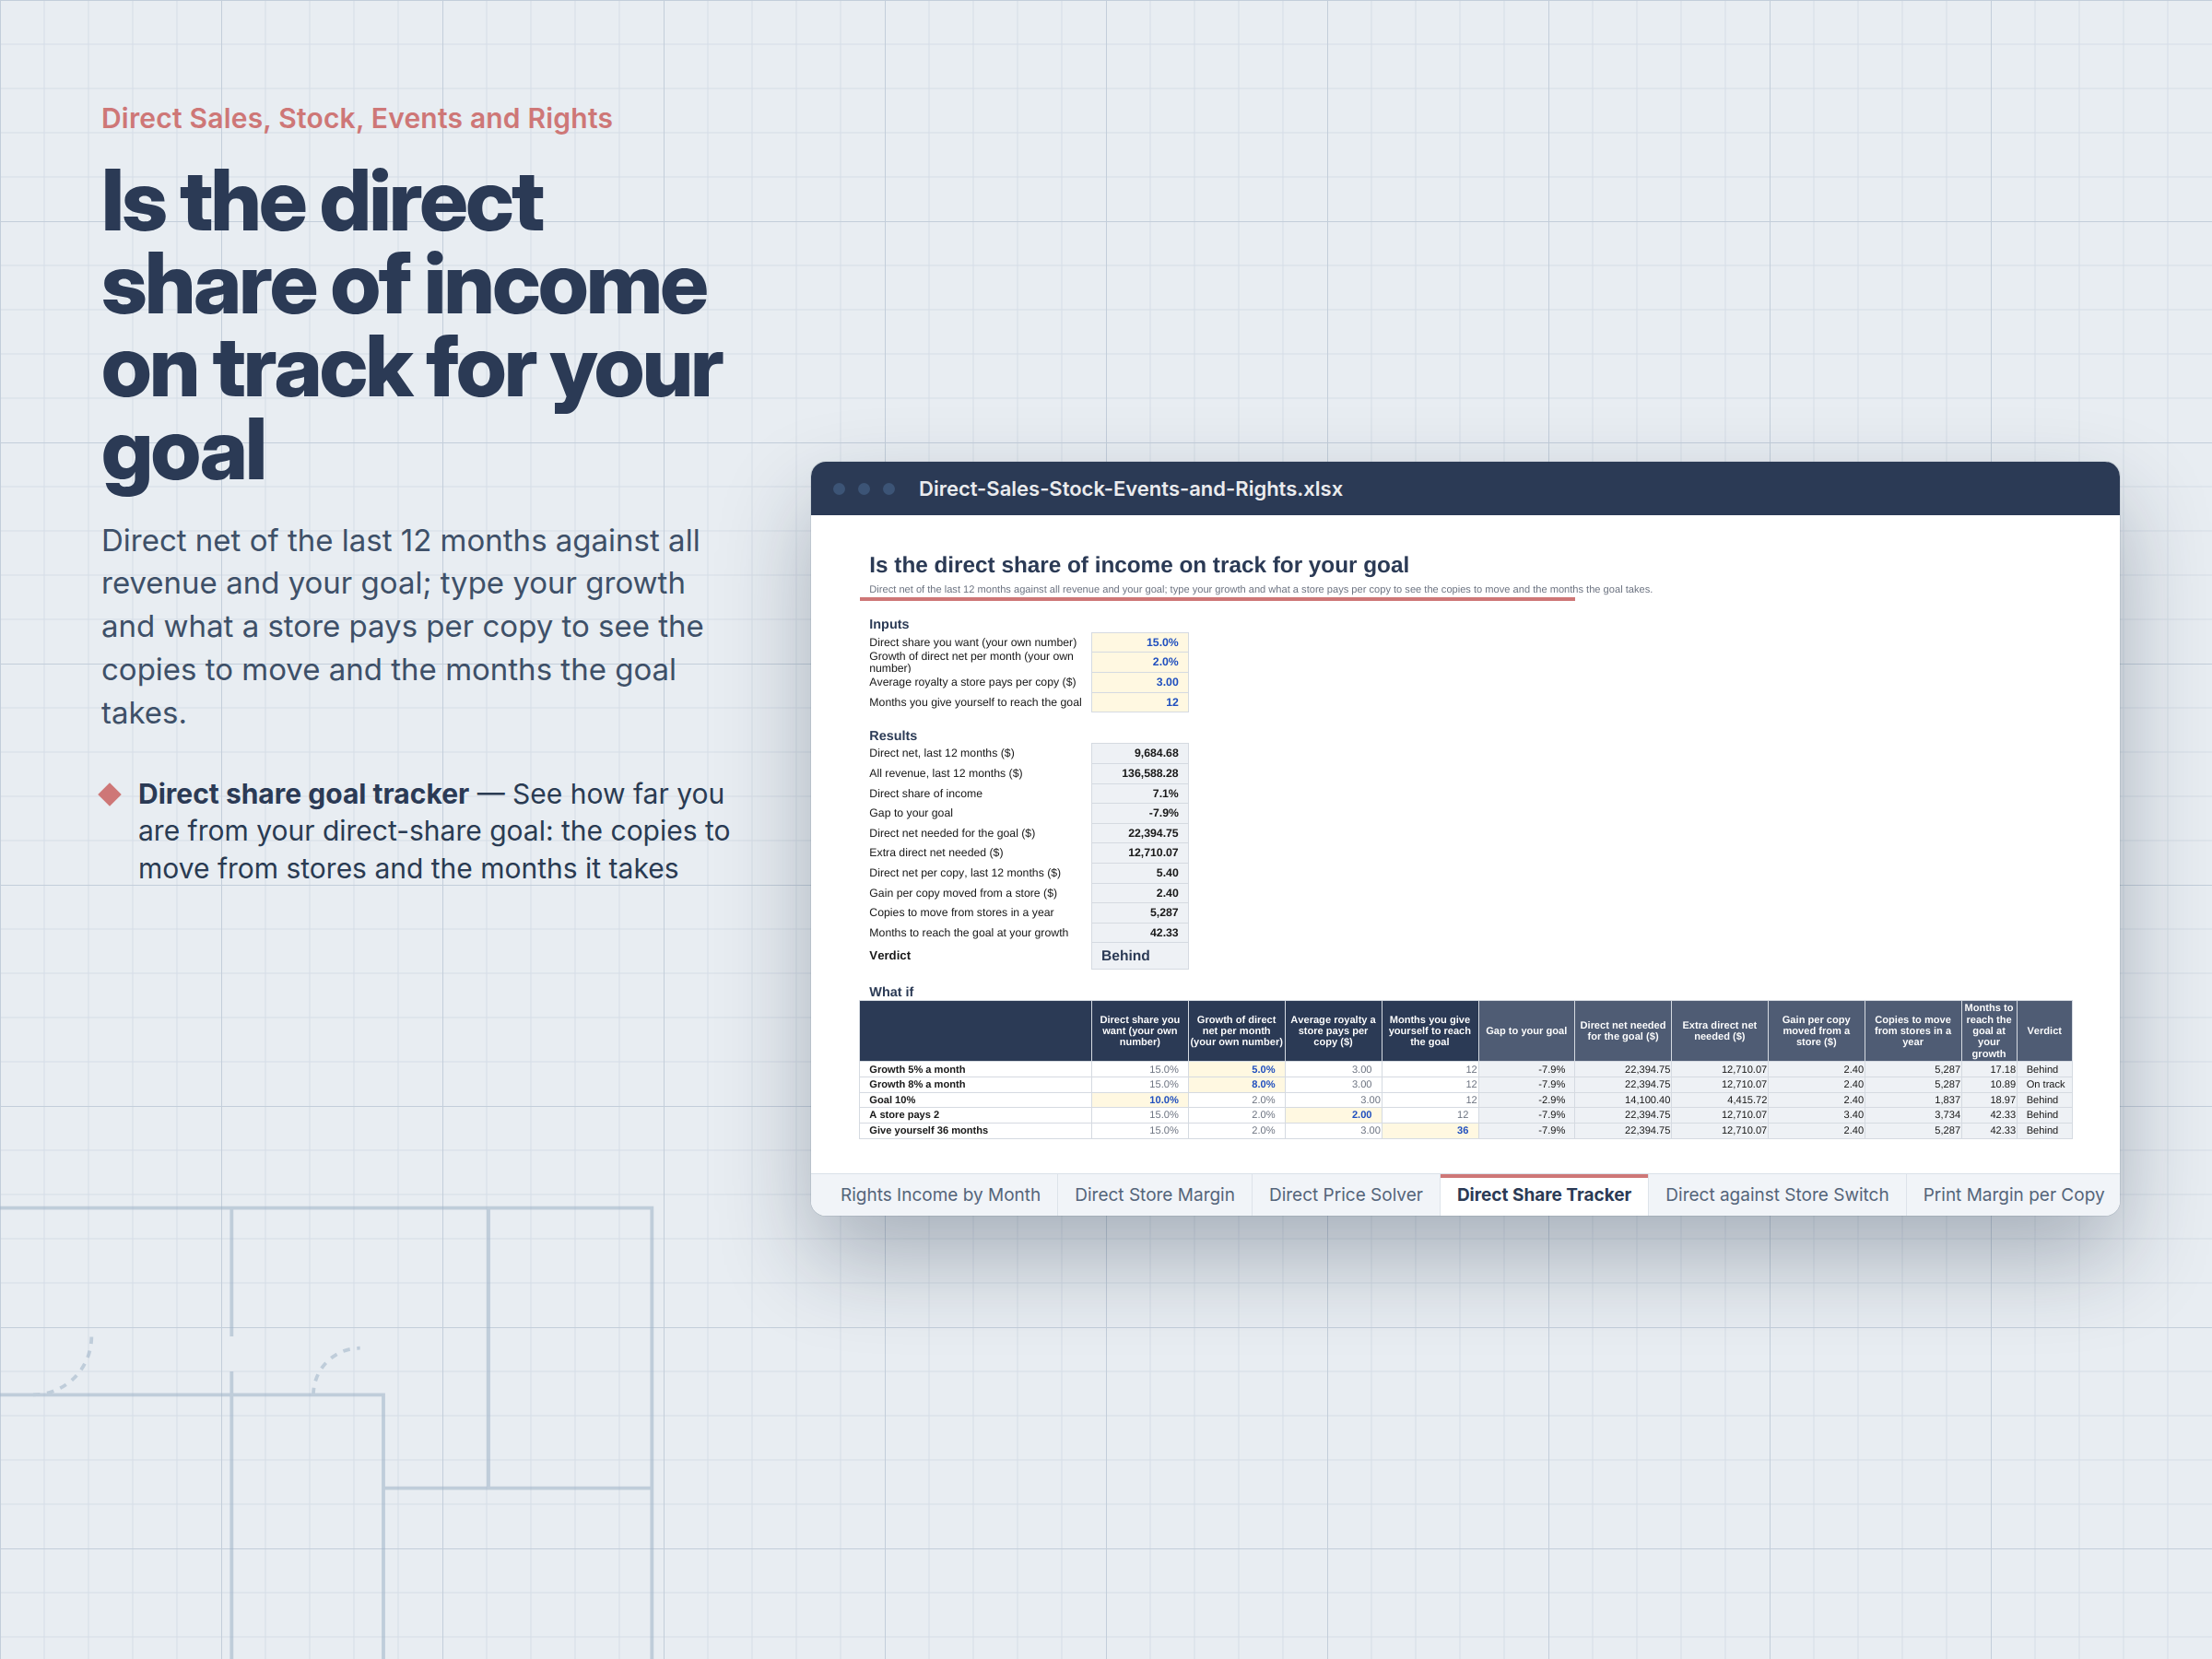 Direct Sales, Stock, Events and Rights
Is the direct
share of income
on track for your
goal
Direct net of the last 12 months against all
revenue and your goal; type your growth
and what a store pays per copy to see the
copies to move and the months the goal
takes.
Direct share goal tracker — See how far you
are from your direct-share goal: the copies to
move from stores and the months it takes
Direct-Sales-Stock-Events-and-Rights.xlsx
Is the direct share of income on track for your goal
Direct net of the last 12 months against all revenue and your goal; type your growth and what a store pays per copy to see the copies to move and the months the goal takes.
Inputs
Direct share you want (your own number) 15.0%
Growth of direct net per month (your own number) 2.0%
Average royalty a store pays per copy ($) 3.00
Months you give yourself to reach the goal 12
Results
Direct net, last 12 months ($) 9,684.68
All revenue, last 12 months ($) 136,588.28
Direct share of income 7.1%
Gap to your goal -7.9%
Direct net needed for the goal ($) 22,394.75
Extra direct net needed ($) 12,710.07
Direct net per copy, last 12 months ($) 5.40
Gain per copy moved from a store ($) 2.40
Copies to move from stores in a year 5,287
Months to reach the goal at your growth 42.33
Verdict Behind
What if
Direct share you want (your own number) Growth of direct net per month (your own number) Average royalty a store pays per copy ($) Months you give yourself to reach the goal Gap to your goal Direct net needed for the goal ($) Extra direct net needed ($) Gain per copy moved from a store ($) Copies to move from stores in a year Months to reach the goal at your growth Verdict
Growth 5% a month 15.0% 5.0% 3.00 12 -7.9% 22,394.75 12,710.07 2.40 5,287 17.18 Behind
Growth 8% a month 15.0% 8.0% 3.00 12 -7.9% 22,394.75 12,710.07 2.40 5,287 10.89 On track
Goal 10% 10.0% 2.0% 3.00 12 -2.9% 14,100.40 4,415.72 2.40 1,837 18.97 Behind
A store pays 2 15.0% 2.0% 2.00 12 -7.9% 22,394.75 12,710.07 3.40 3,734 42.33 Behind
Give yourself 36 months 15.0% 2.0% 3.00 36 -7.9% 22,394.75 12,710.07 2.40 5,287 42.33 Behind
Rights Income by Month Direct Store Margin Direct Price Solver Direct Share Tracker Direct against Store Switch Print Margin per Copy